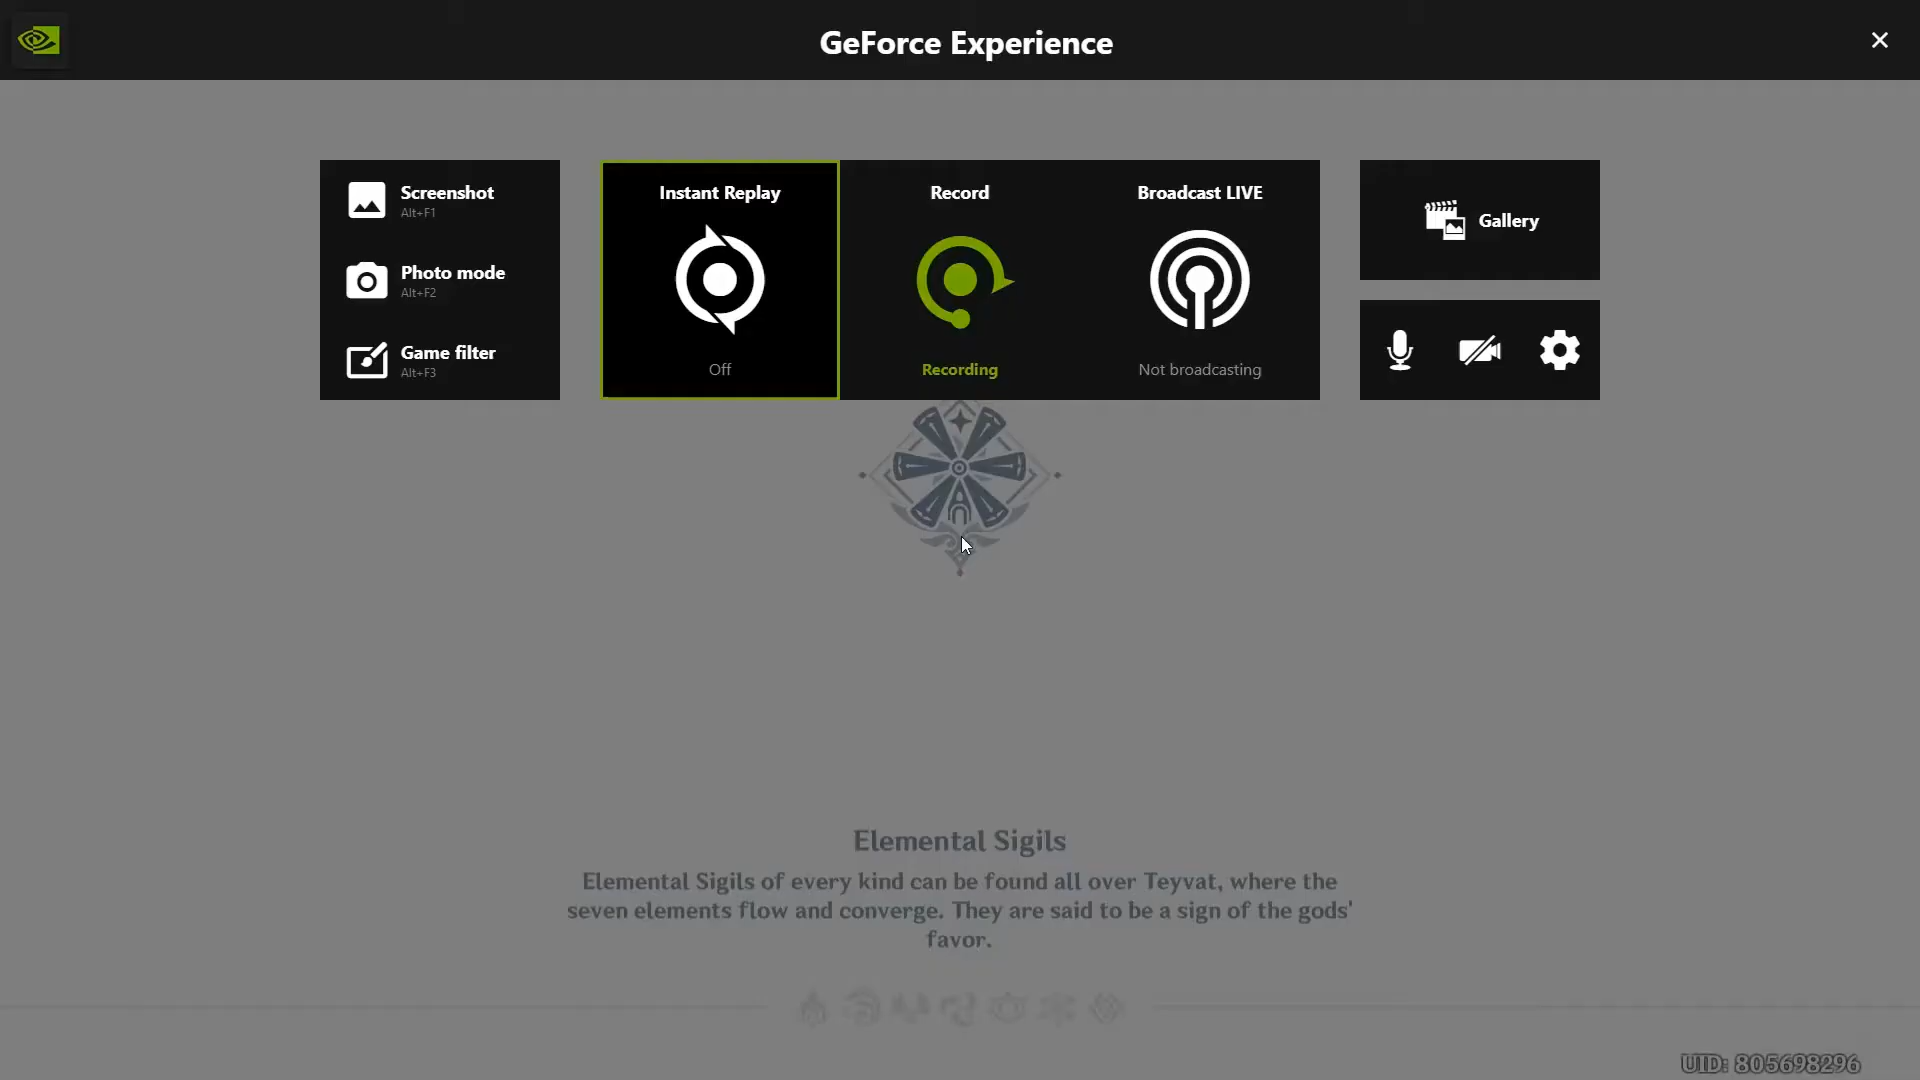 GeForce Experience
Screenshot
Alt+F1
Photo mode
Alt+F2
Game filter
Alt+F3
Instant Replay
Off
Record
Recording
Broadcast LIVE
Not broadcasting
Gallery
Elemental Sigils
Elemental Sigils of every kind can be found all over Teyvat, where the
seven elements flow and converge. They are said to be a sign of the gods'
favor.
UID: 805698296